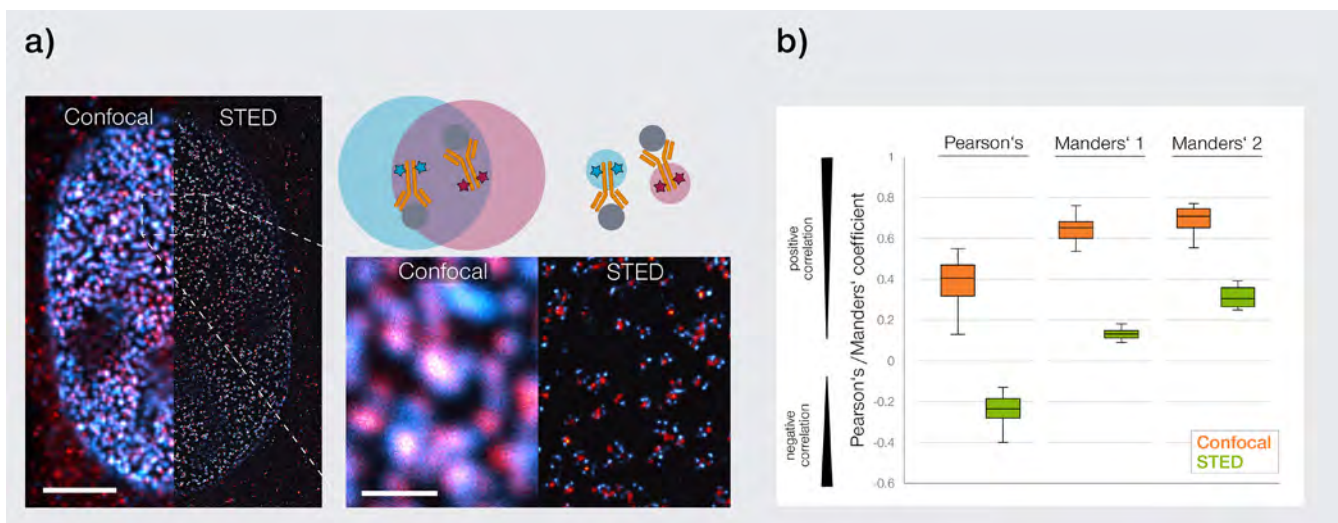 a)
Confocal STED
Confocal STED
b)
Pearson's Manders' 1 Manders' 2
Pearson's /Manders' coefficient
positive
correlation
negative
correlation
1
0.8
0.6
0.4
0.2
0
-0.2
-0.4
-0.6
Confocal
STED